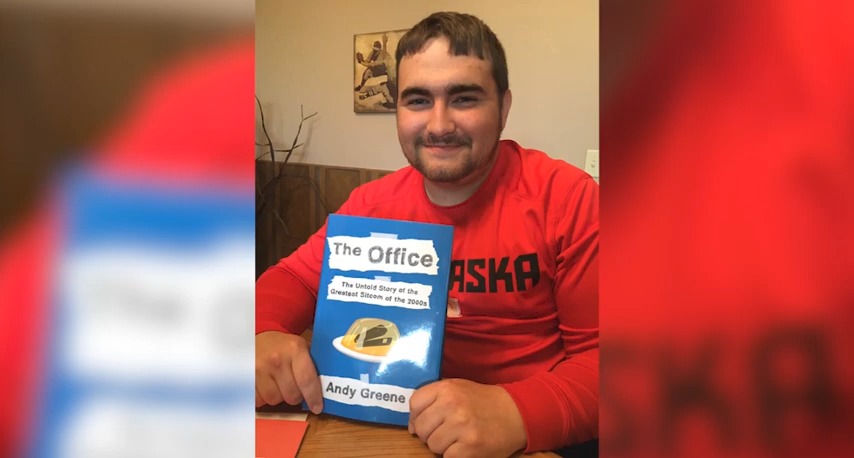 The Office
The Untold Story of the
Greatest Sitcom of the 2000s
Andy Greene
ASKA